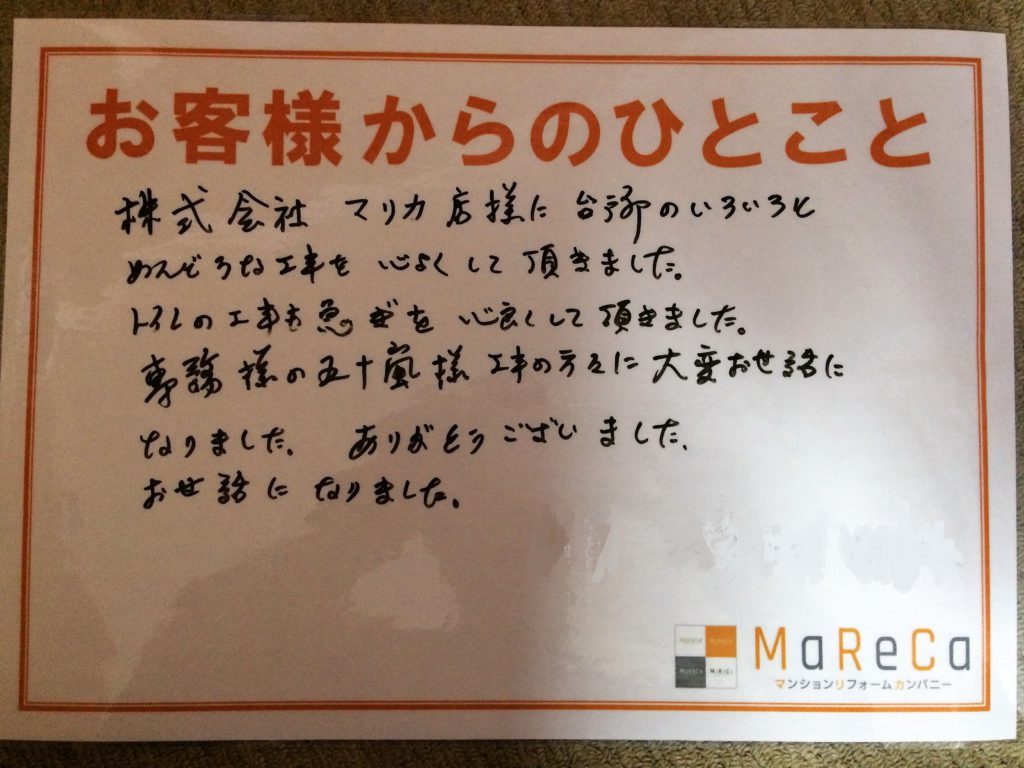 お客様からのひとこと
株式会社 マリカ店様に 台所のいろいろと
めんどうな工事を 心よくして頂きました。
トイレの工事も急ぎを 心良くして頂きました。
専務様の五十嵐様 工事の方々に大変お世話に
なりました。 ありがとうございました。
お世話になりました。
MaReCa
マンションリフォームカンパニー